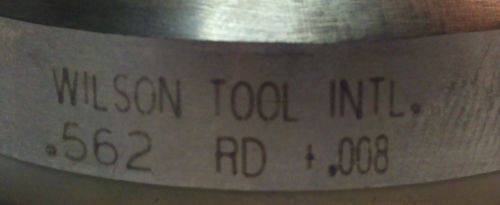 WILSON TOOL INTL.
.562 RD +.008